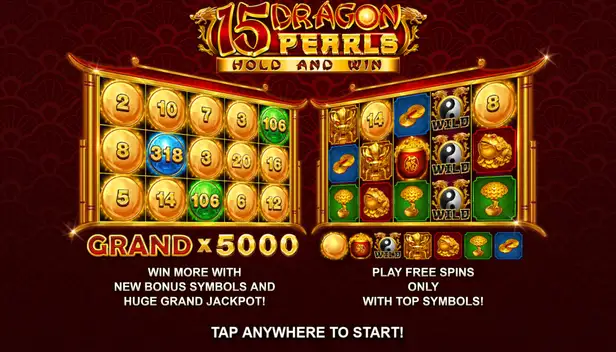 15 DRAGON
PEARLS
HOLD AND WIN
2 10 7 3 106
8 318 3 20 16
5 14 106 6 12
14 WILD 8
WILD
WILD
GRAND x 5000
WILD
WIN MORE WITH
NEW BONUS SYMBOLS AND
HUGE GRAND JACKPOT!
PLAY FREE SPINS
ONLY
WITH TOP SYMBOLS!
TAP ANYWHERE TO START!